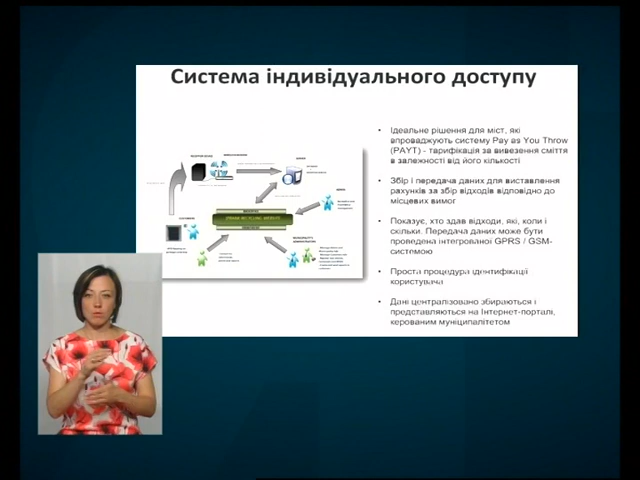 Система індивідуального доступу
Ідеальне рішення для міст, які
впроваджують систему Pay as You Throw
(PAYT) - тарифікація за вивезення сміття
в залежності від його кількості
Збір і передача даних для виставлення
рахунків за збір відходів відповідно до
місцевих вимог
Показує, хто здав відходи, які, коли і
скільки. Передача даних може бути
проведена інтегрованої GPRS / GSM-
системою
Проста процедура ідентифікації
користувача
Дані централізовано збираються і
представляються на Інтернет-порталі,
керованим муніципалітетом